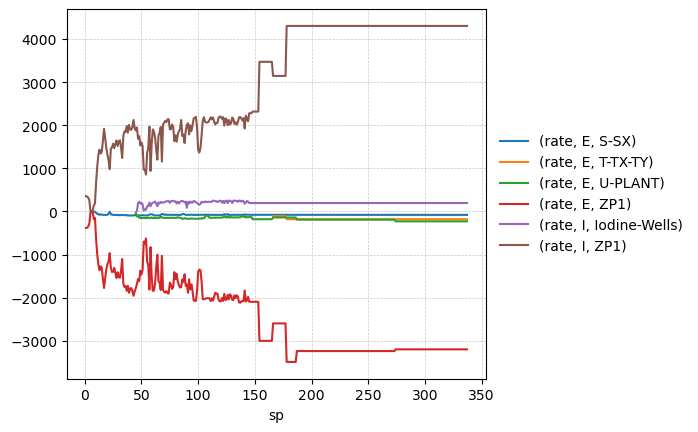 4000
3000
2000
1000
0
−1000
−2000
−3000
0
50
100
150
200
250
300
350
sp
(rate, E, S-SX)
(rate, E, T-TX-TY)
(rate, E, U-PLANT)
(rate, E, ZP1)
(rate, I, Iodine-Wells)
(rate, I, ZP1)